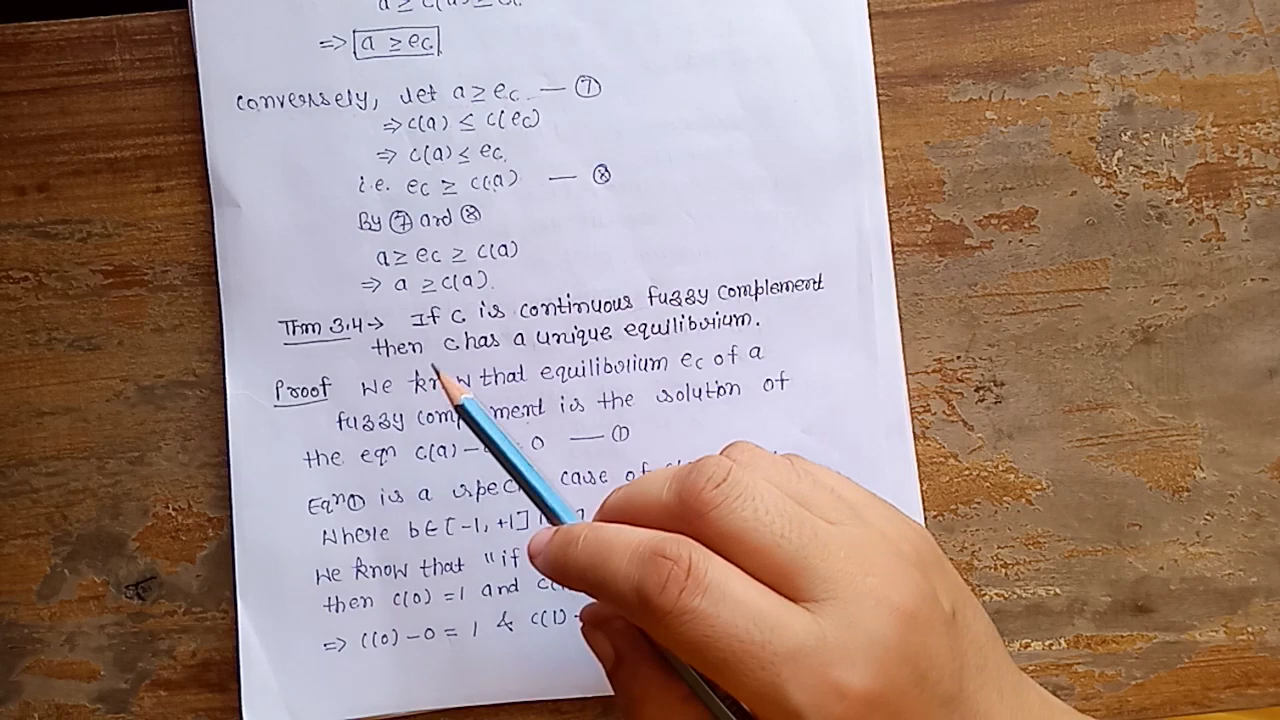 ⇒ a ≥ ec
conversely, let a ≥ ec — ⑦
⇒ c(a) ≤ c(ec)
⇒ c(a) ≤ ec.
i.e. ec ≥ c(a) — ⑧
By ⑦ and ⑧
a ≥ ec ≥ c(a)
⇒ a ≥ c(a).
Thm 3.4 → If c is continuous fuzzy complement
then c has a unique equilibrium.
Proof We know that equilibrium ec of a
fuzzy complement is the solution of
the eqn c(a) – 0 — ①
Eqn ① is a case of
Where b ∈ [-1, +1]
We know that "if
then c(0) = 1 and
⇒ c(0) – 0 = 1 & c(1) -